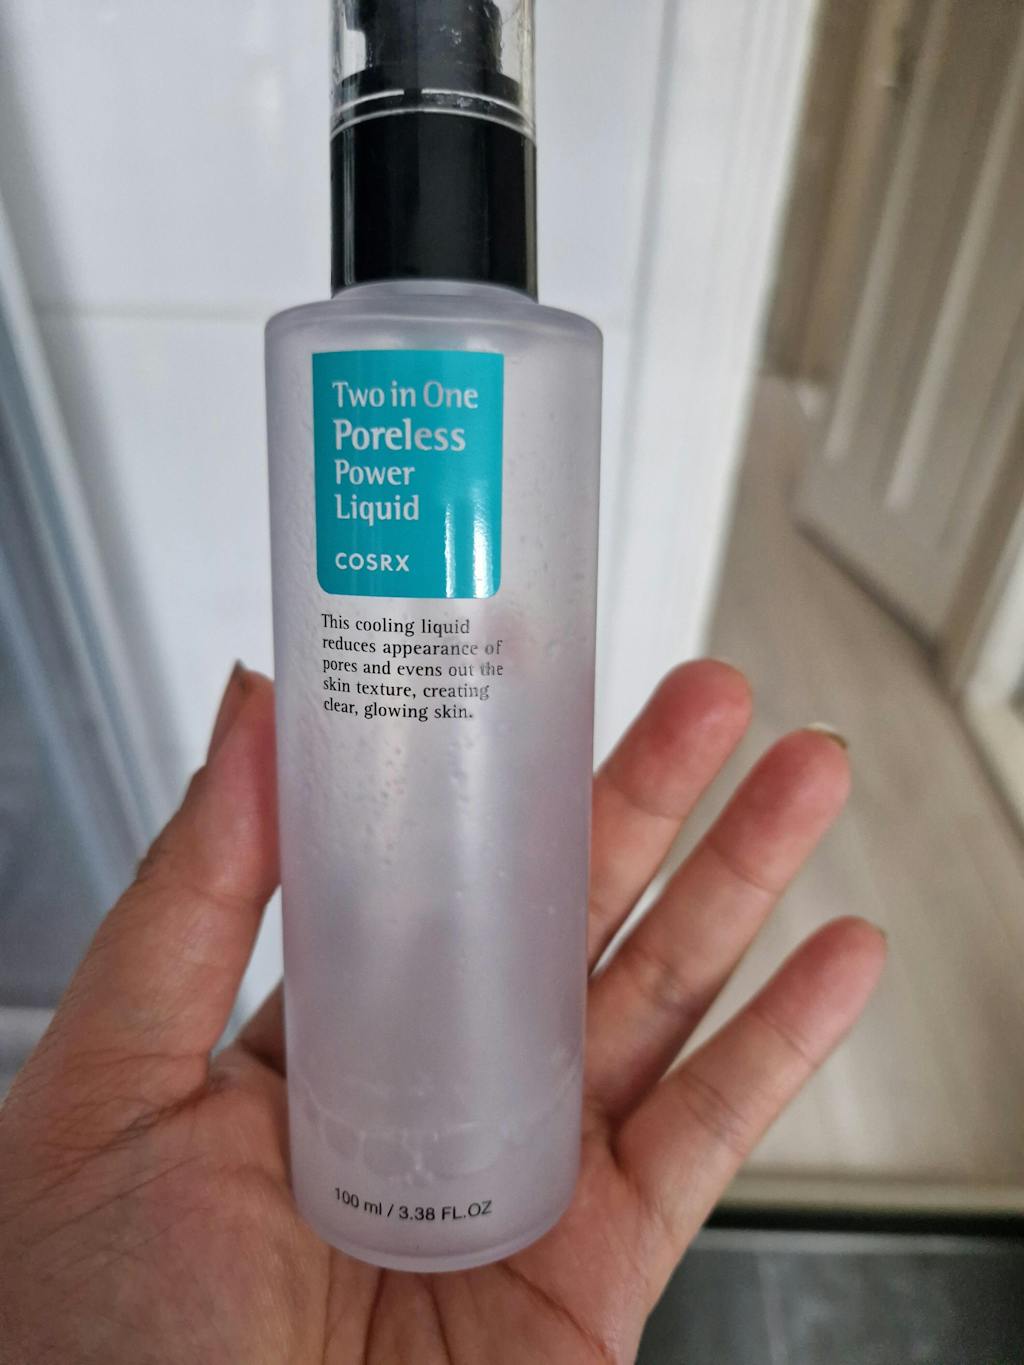 Two in One
Poreless
Power
Liquid
COSRX
This cooling liquid
reduces appearance of
pores and evens out the
skin texture, creating
clear, glowing skin.
100 ml / 3.38 FL.OZ